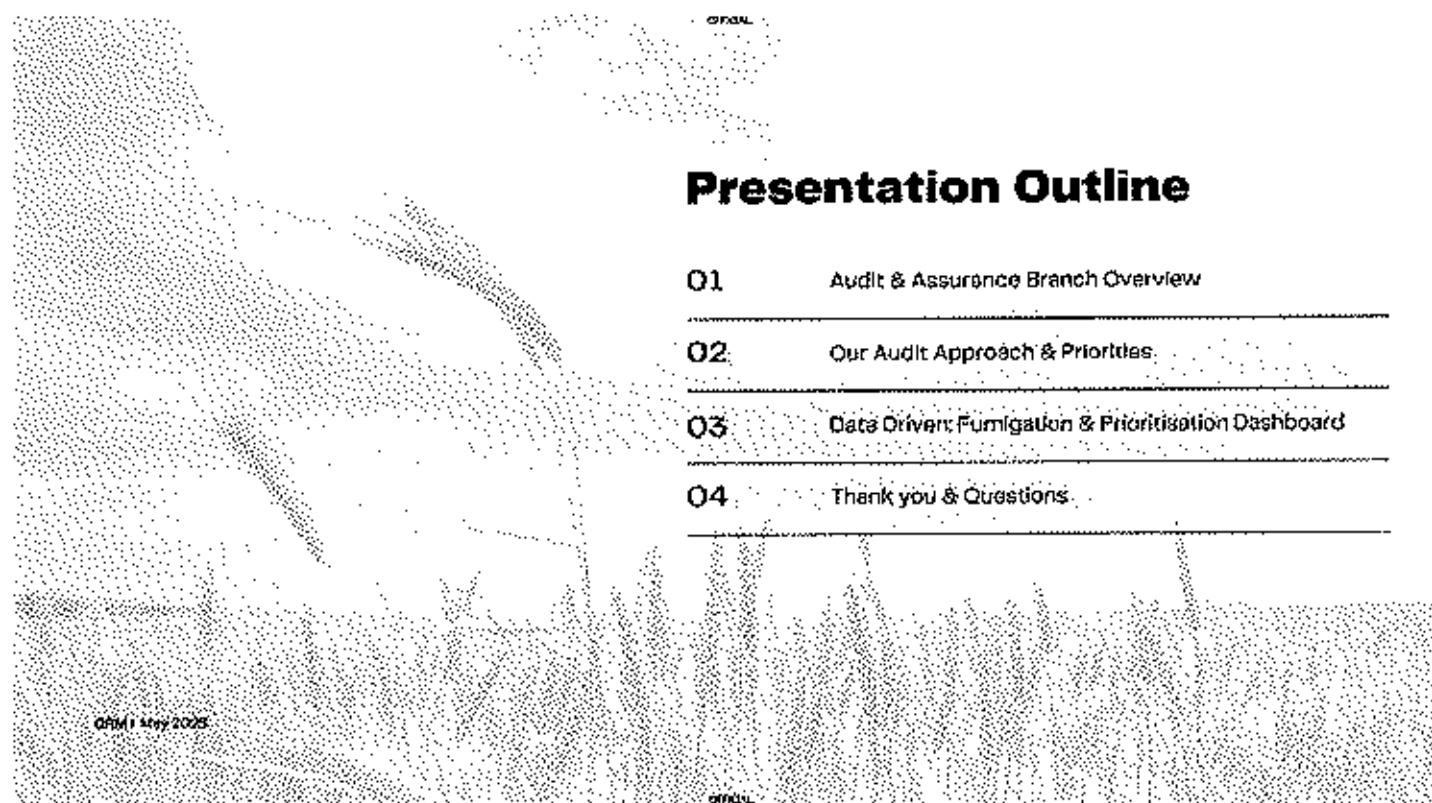 OFFICIAL
Presentation Outline
01 Audit & Assurance Branch Overview
02 Our Audit Approach & Priorities
03 Data Driven Fumigation & Prioritisation Dashboard
04 Thank you & Questions
May
OFFICIAL